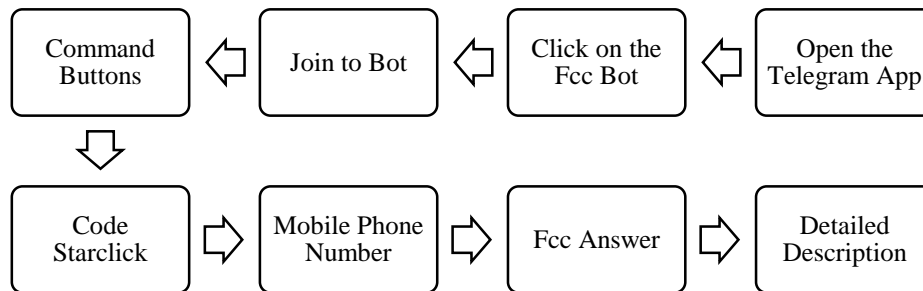 Command
Buttons
Join to Bot
Click on the
Fcc Bot
Open the
Telegram App
Code
Starclick
Mobile Phone
Number
Fcc Answer
Detailed
Description